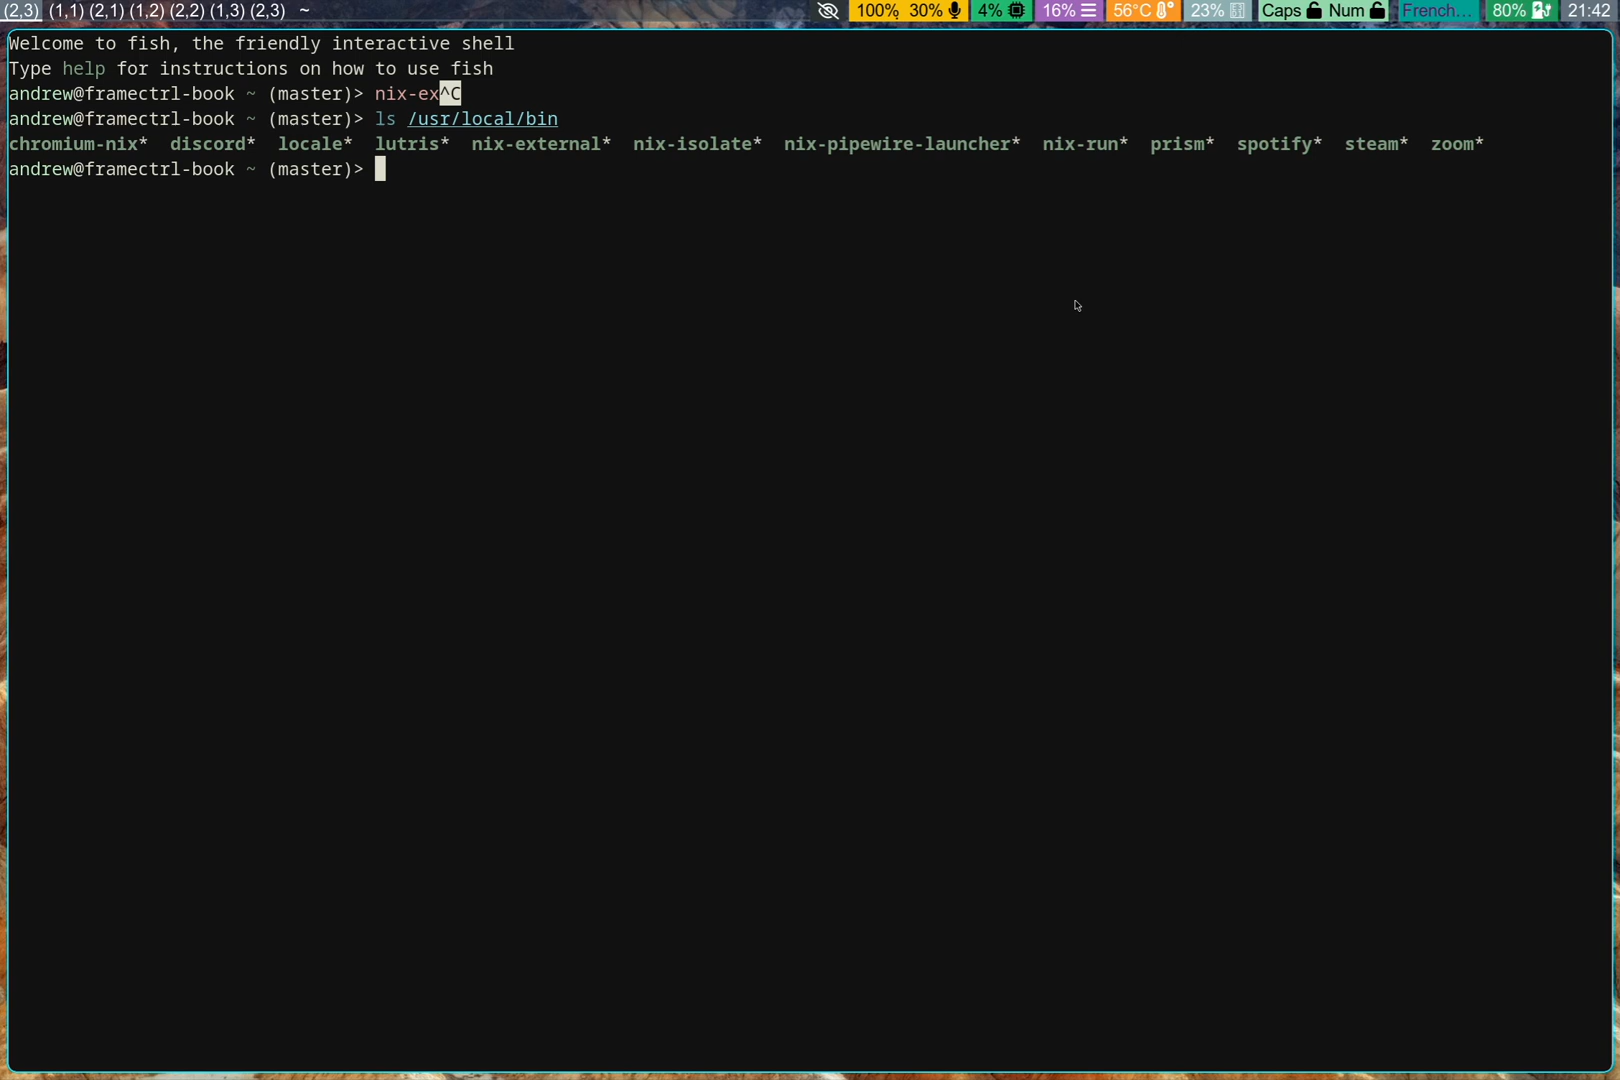 (2,3) (1,1) (2,1) (1,2) (2,2) (1,3) (2,3) ~ 100% 30% 4% 16% 56°C 23% Caps Num French... 80% 21:42
Welcome to fish, the friendly interactive shell
Type help for instructions on how to use fish
andrew@framectrl-book ~ (master)> nix-ex^C
andrew@framectrl-book ~ (master)> ls /usr/local/bin
chromium-nix* discord* locale* lutris* nix-external* nix-isolate* nix-pipewire-launcher* nix-run* prism* spotify* steam* zoom*
andrew@framectrl-book ~ (master)>